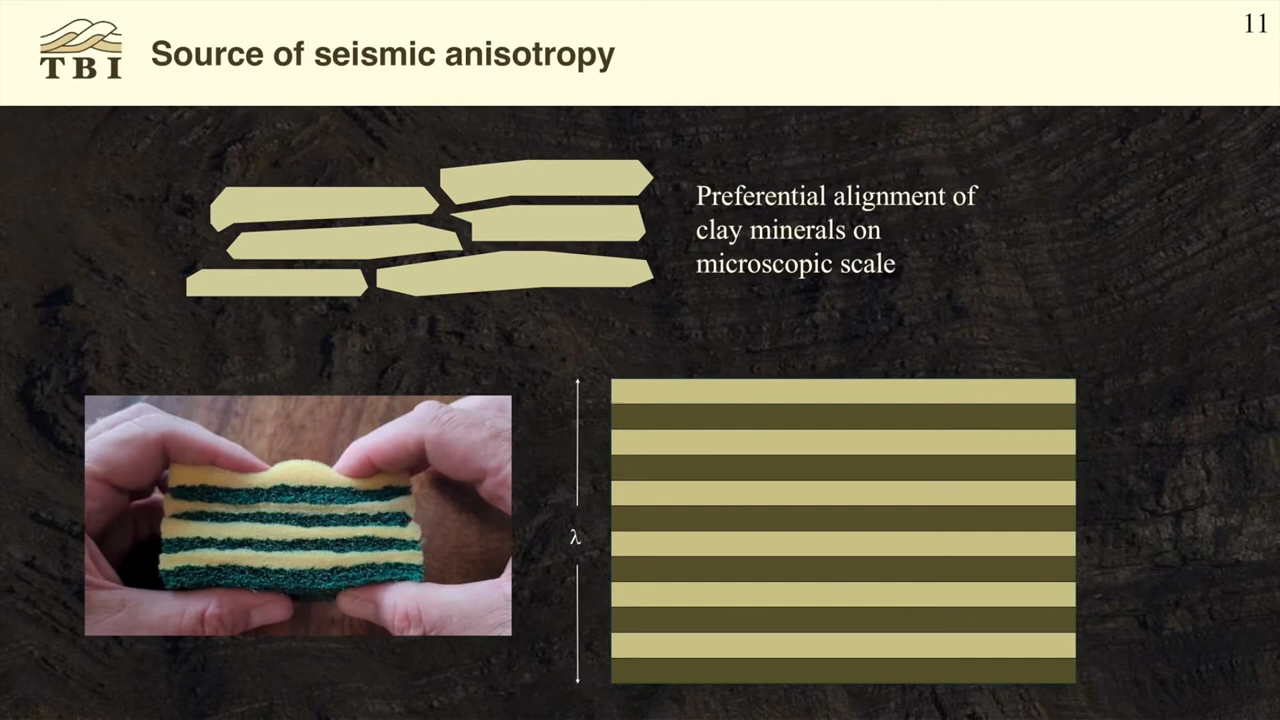 11
TBI
Source of seismic anisotropy
Preferential alignment of
clay minerals on
microscopic scale
λ